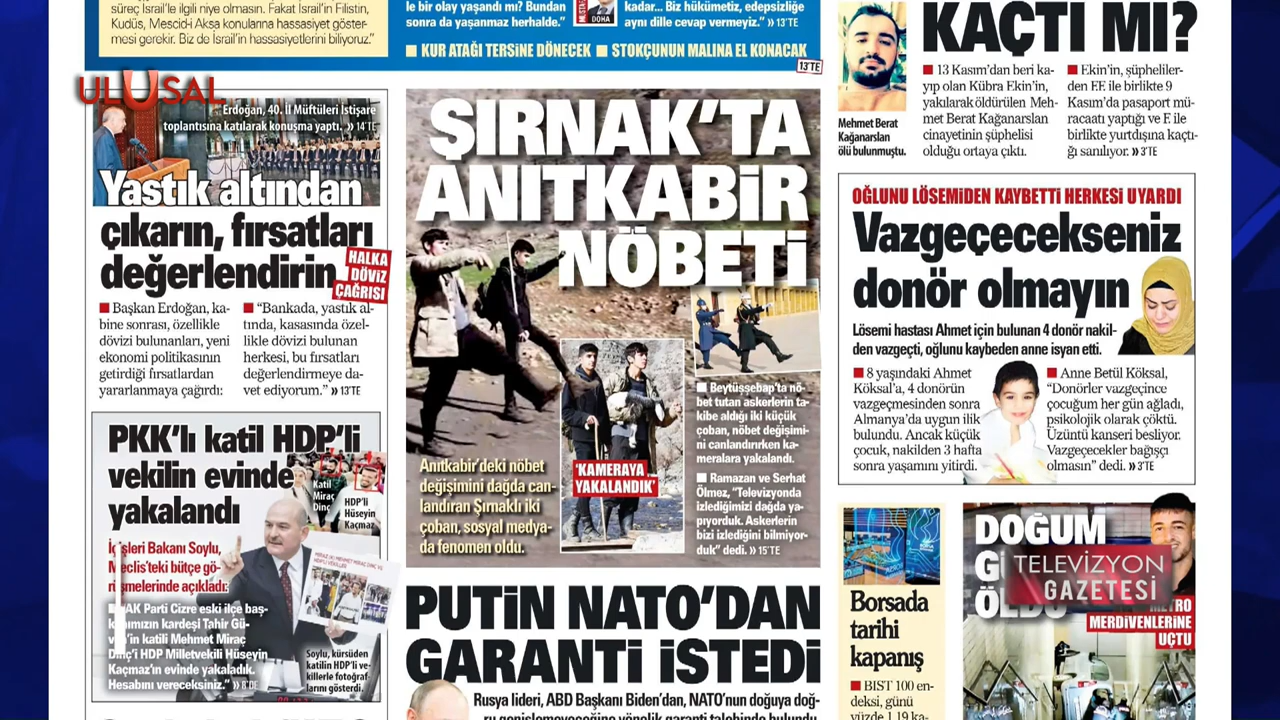 süreç İsrail'le ilgili niye olmasın. Fakat İsrail'in Filistin,
Kudüs, Mescid-i Aksa konularına hassasiyet göster-
mesi gerekir. Biz de İsrail'in hassasiyetlerini biliyoruz."
le bir olay yaşandı mı? Bundan
sonra da yaşanmaz herhalde."
DOHA
kadar... Biz hükümetiz, edepsizliğe
aynı dille cevap vermeyiz." » 13'TE
KUR ATAĞI TERSİNE DÖNECEK
STOKÇUNUN MALINA EL KONACAK
13'TE
ULUSAL
Erdoğan, 40. İl Müftüleri İstişare
toplantısına katılarak konuşma yaptı. » 14'TE
Yastık altından
çıkarın, fırsatları
değerlendirin
HALKA
DÖVİZ
ÇAĞRISI
Başkan Erdoğan, ka-
bine sonrası, özellikle
dövizi bulunanları, yeni
ekonomi politikasının
getirdiği fırsatlardan
yararlanmaya çağırdı:
"Bankada, yastık al-
tında, kasasında özel-
likle dövizi bulunan
herkesi, bu fırsatları
değerlendirmeye da-
vet ediyorum." » 13'TE
PKK'lı katil HDP'li
vekilin evinde
yakalandı
Katil
Miraç
Dinç
HDP'li
Hüseyin
Kaçmaz
İçişleri Bakanı Soylu,
Meclis'teki bütçe gö-
rüşmelerinde açıkladı:
AK Parti Cizre eski ilçe baş-
kanımızın kardeşi Tahir Gü-
ven'in katili Mehmet Miraç
Dinç'i HDP Milletvekili Hüseyin
Kaçmaz'ın evinde yakaladık.
Hesabını vereceksiniz." » 8'DE
Soylu, kürsüden
katilin HDP'li ve-
killerle fotoğraf-
larını gösterdi.
ŞIRNAK'TA
ANITKABİR
NÖBETİ
Anıtkabir'deki nöbet
değişimini dağda can-
landıran Şırnaklı iki
çoban, sosyal medya-
da fenomen oldu.
'KAMERAYA
YAKALANDIK'
Beytüşşebap'ta nö-
bet tutan askerlerin ta-
kibe aldığı iki küçük
çoban, nöbet değişimi-
ni canlandırırken ka-
meralara yakalandı.
Ramazan ve Serhat
Ölmez, "Televizyonda
izlediğimizi dağda ya-
pıyorduk. Askerlerin
bizi izlediğini bilmiyor-
duk" dedi. » 15'TE
PUTİN NATO'DAN
GARANTİ İSTEDİ
Rusya lideri, ABD Başkanı Biden'dan, NATO'nun doğuya doğ-
ru genişlemeyeceğine yönelik garanti talebinde bulundu.
KAÇTI MI?
Mehmet Berat
Kağanarslan
ölü bulunmuştu.
13 Kasım'dan beri ka-
yıp olan Kübra Ekin'in,
yakılarak öldürülen Meh-
met Berat Kağanarslan
cinayetinin şüphelisi
olduğu ortaya çıktı.
Ekin'in, şüpheliler-
den E.E ile birlikte 9
Kasım'da pasaport mü-
racaatı yaptığı ve E ile
birlikte yurtdışına kaçtı-
ğı sanılıyor. » 3'TE
OĞLUNU LÖSEMİDEN KAYBETTİ HERKESİ UYARDI
Vazgeçecekseniz
donör olmayın
Lösemi hastası Ahmet için bulunan 4 donör nakil-
den vazgeçti, oğlunu kaybeden anne isyan etti.
8 yaşındaki Ahmet
Köksal'a, 4 donörün
vazgeçmesinden sonra
Almanya'da uygun ilik
bulundu. Ancak küçük
çocuk, nakilden 3 hafta
sonra yaşamını yitirdi.
Anne Betül Köksal,
"Donörler vazgeçince
çocuğum her gün ağladı,
psikolojik olarak çöktü.
Üzüntü kanseri besliyor.
Vazgeçecekler bağışçı
olmasın" dedi. » 3'TE
Borsada
tarihi
kapanış
BIST 100 en-
deksi, günü
yüzde 1,19 ka-
DOĞUM
ÖLDÜ
TELEVİZYON
GAZETESİ
METRO
MERDİVENLERİNE
UÇTU